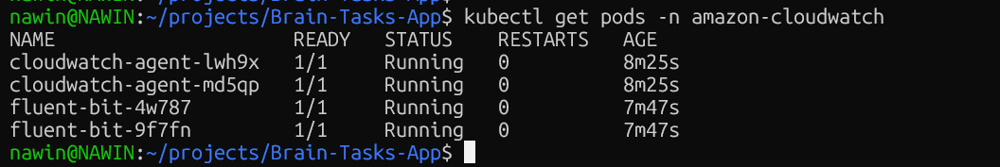 nawin@NAWIN:~/projects/Brain-Tasks-App$ kubectl get pods -n amazon-cloudwatch
NAME READY STATUS RESTARTS AGE
cloudwatch-agent-lwh9x 1/1 Running 0 8m25s
cloudwatch-agent-md5qp 1/1 Running 0 8m25s
fluent-bit-4w787 1/1 Running 0 7m47s
fluent-bit-9f7fn 1/1 Running 0 7m47s
nawin@NAWIN:~/projects/Brain-Tasks-App$